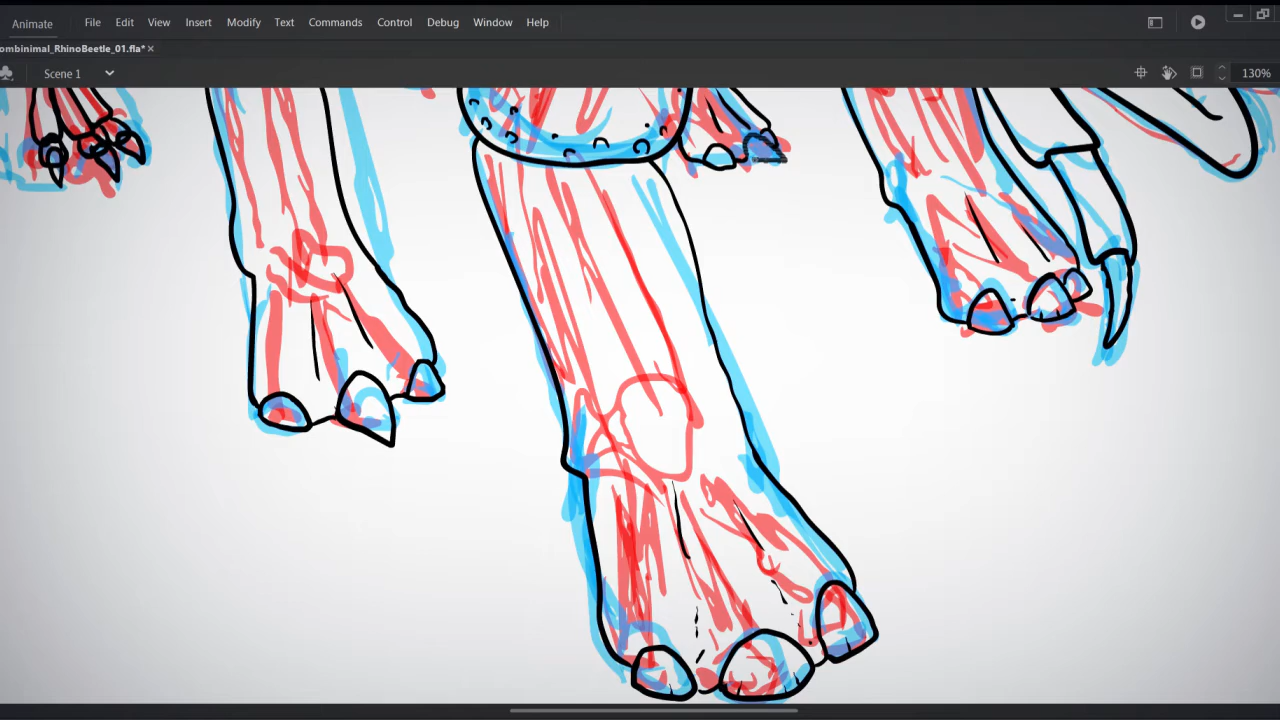 Animate File Edit View Insert Modify Text Commands Control Debug Window Help
ombinimal_RhinoBeetle_01.fla*
Scene 1 130%